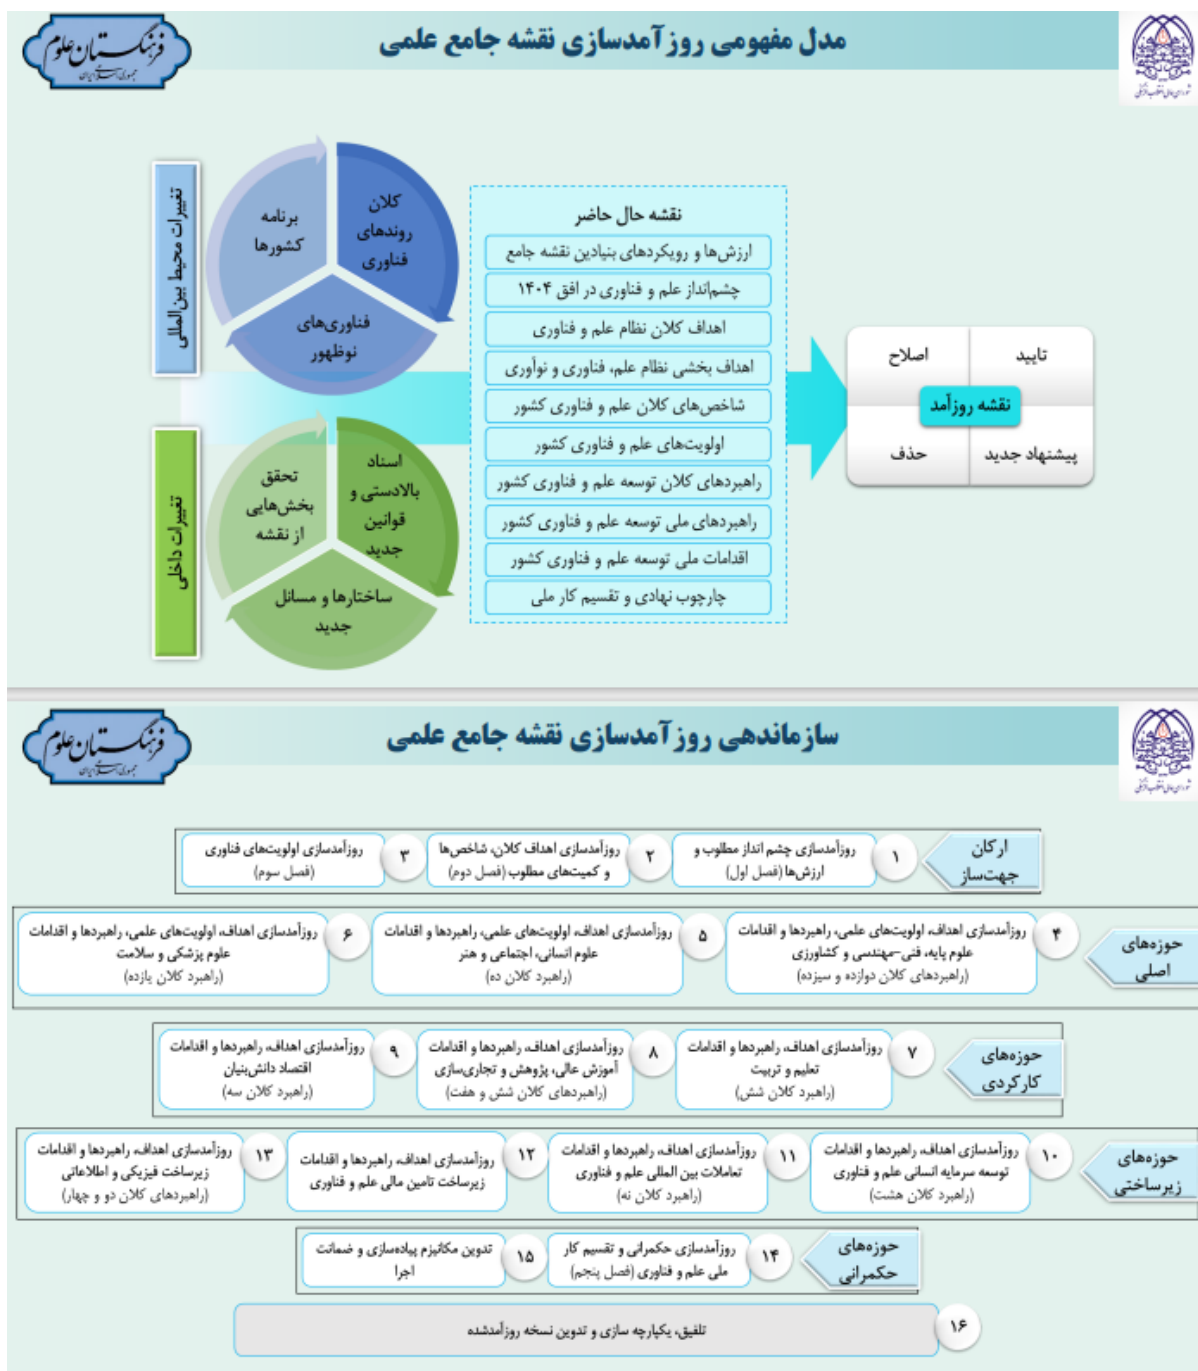 مدل مفهومی روزآمدسازی نقشه جامع علمی
فرهنگستان علوم
جمهوری اسلامی ایران
شورای عالی انقلاب فرهنگی
تغییرات محیط بین‌المللی
کلان
روندهای
فناوری
برنامه
کشورها
فناوری‌های
نوظهور
تغییرات داخلی
اسناد
بالادستی و
قوانین
جدید
تحقق
بخش‌هایی
از نقشه
ساختارها و مسائل
جدید
نقشه حال حاضر
ارزش‌ها و رویکردهای بنیادین نقشه جامع
چشم‌انداز علم و فناوری در افق ۱۴۰۴
اهداف کلان نظام علم و فناوری
اهداف بخشی نظام علم، فناوری و نوآوری
شاخص‌های کلان علم و فناوری کشور
اولویت‌های علم و فناوری کشور
راهبردهای کلان توسعه علم و فناوری کشور
راهبردهای ملی توسعه علم و فناوری کشور
اقدامات ملی توسعه علم و فناوری کشور
چارچوب نهادی و تقسیم کار ملی
تایید
اصلاح
نقشه روزآمد
پیشنهاد جدید
حذف
سازماندهی روزآمدسازی نقشه جامع علمی
فرهنگستان علوم
جمهوری اسلامی ایران
شورای عالی انقلاب فرهنگی
ارکان
جهت‌ساز
۱
روزآمدسازی چشم انداز مطلوب و
ارزش‌ها (فصل اول)
۲
روزآمدسازی اهداف کلان، شاخص‌ها
و کمیت‌های مطلوب (فصل دوم)
۳
روزآمدسازی اولویت‌های فناوری
(فصل سوم)
حوزه‌های
اصلی
۴
روزآمدسازی اهداف، اولویت‌های علمی، راهبردها و اقدامات
علوم پایه، فنی-مهندسی و کشاورزی
(راهبردهای کلان دوازده و سیزده)
۵
روزآمدسازی اهداف، اولویت‌های علمی، راهبردها و اقدامات
علوم انسانی، اجتماعی و هنر
(راهبرد کلان ده)
۶
روزآمدسازی اهداف، اولویت‌های علمی، راهبردها و اقدامات
علوم پزشکی و سلامت
(راهبرد کلان یازده)
حوزه‌های
کارکردی
۷
روزآمدسازی اهداف، راهبردها و اقدامات
تعلیم و تربیت
(راهبرد کلان شش)
۸
روزآمدسازی اهداف، راهبردها و اقدامات
آموزش عالی، پژوهش و تجاری‌سازی
(راهبردهای کلان شش و هفت)
۹
روزآمدسازی اهداف، راهبردها و اقدامات
اقتصاد دانش‌بنیان
(راهبرد کلان سه)
حوزه‌های
زیرساختی
۱۰
روزآمدسازی اهداف، راهبردها و اقدامات
توسعه سرمایه انسانی علم و فناوری
(راهبرد کلان هشت)
۱۱
روزآمدسازی اهداف، راهبردها و اقدامات
تعاملات بین المللی علم و فناوری
(راهبرد کلان نه)
۱۲
روزآمدسازی اهداف، راهبردها و اقدامات
زیرساخت تامین مالی علم و فناوری
۱۳
روزآمدسازی اهداف، راهبردها و اقدامات
زیرساخت فیزیکی و اطلاعاتی
(راهبردهای کلان دو و چهار)
حوزه‌های
حکمرانی
۱۴
روزآمدسازی حکمرانی و تقسیم کار
ملی علم و فناوری (فصل پنجم)
۱۵
تدوین مکانیزم پیاده‌سازی و ضمانت
اجرا
۱۶
تلفیق، یکپارچه سازی و تدوین نسخه روزآمدشده